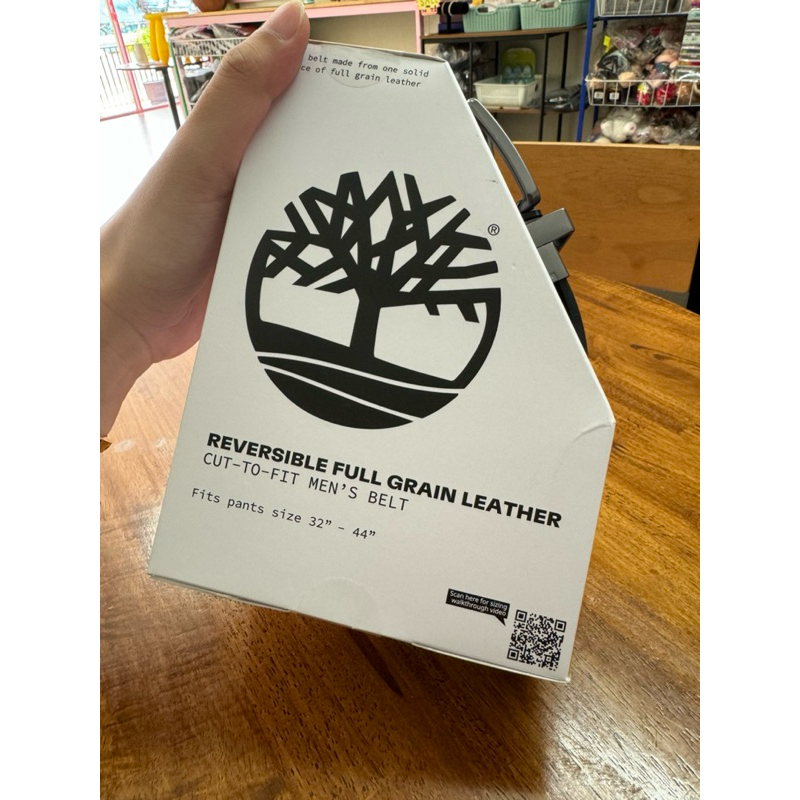 belt made from one solid
of full grain leather
®
REVERSIBLE FULL GRAIN LEATHER
CUT-TO-FIT MEN'S BELT
Fits pants size 32” - 44”
Scan here for sizing
walkthrough video